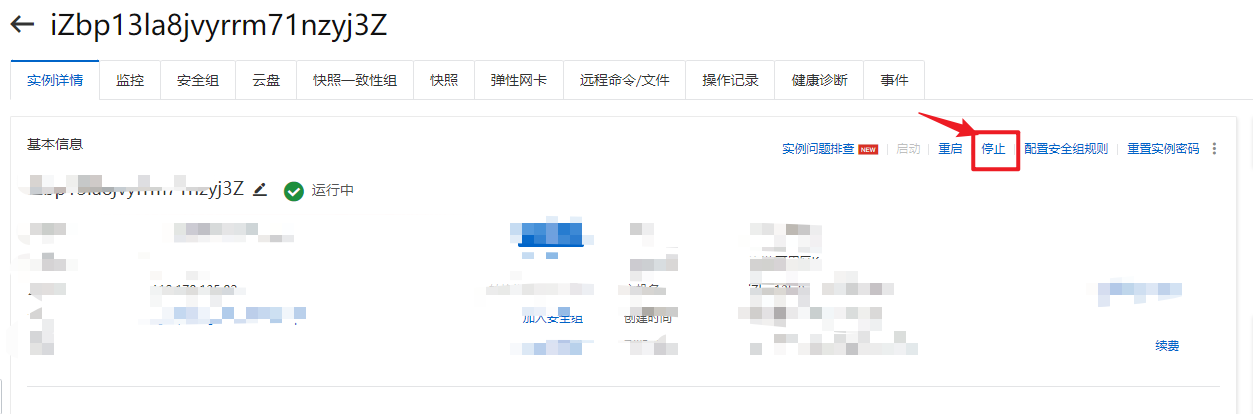 iZbp13la8jvyrrm71nzyj3Z
实例详情 监控 安全组 云盘 快照一致性组 快照 弹性网卡 远程命令/文件 操作记录 健康诊断 事件
基本信息
实例问题排查 NEW 启动 重启 停止 配置安全组规则 重置实例密码
运行中
加入安全组 创建时间
续费